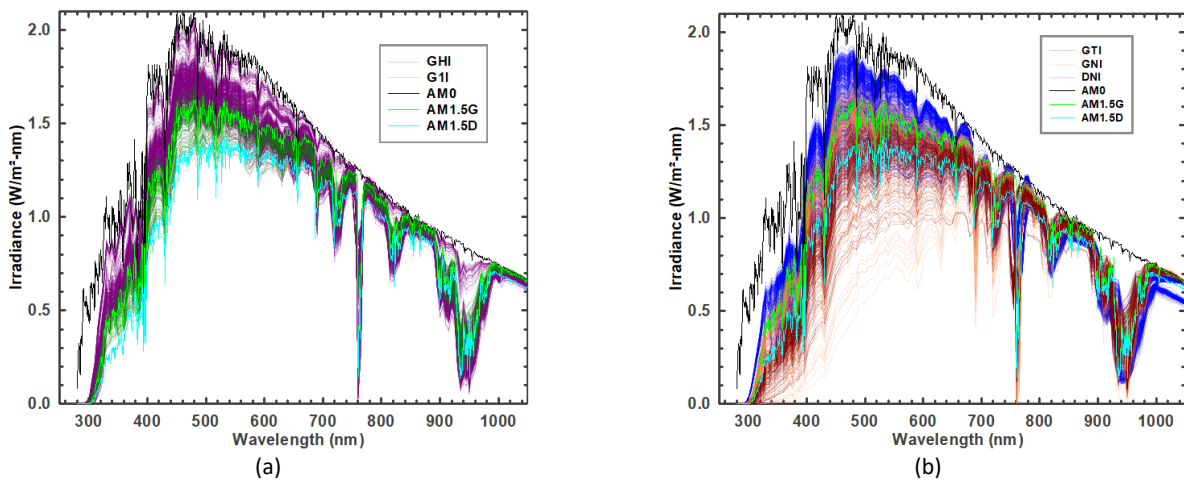 2.0
1.5
1.0
0.5
0.0
Irradiance (W/m²-nm)
GHI
G1I
AM0
AM1.5G
AM1.5D
300 400 500 600 700 800 900 1000
Wavelength (nm)
(a)
2.0
1.5
1.0
0.5
0.0
Irradiance (W/m²-nm)
GTI
GNI
DNI
AM0
AM1.5G
AM1.5D
300 400 500 600 700 800 900 1000
Wavelength (nm)
(b)